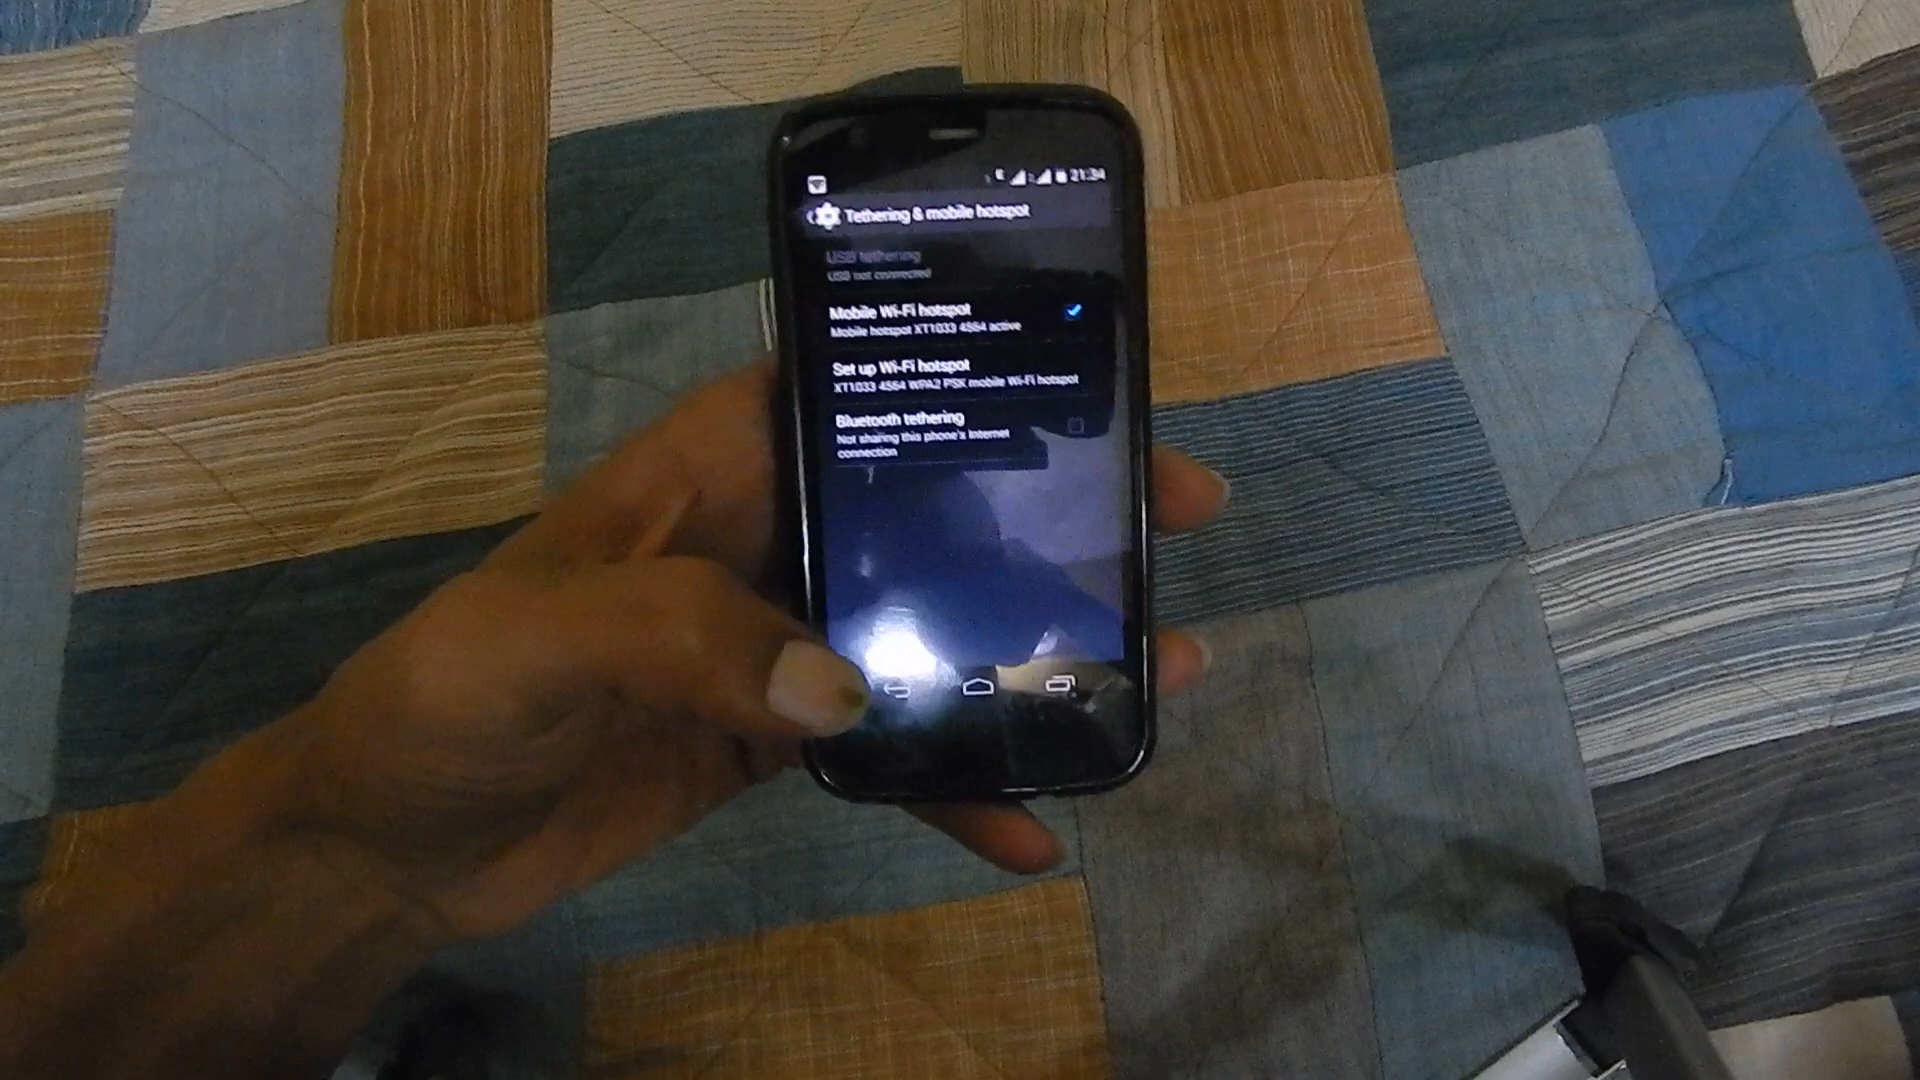 E 21:34
Tethering & mobile hotspot
USB tethering
USB not connected
Mobile Wi-Fi hotspot
Mobile hotspot XT1033 4564 active
Set up Wi-Fi hotspot
XT1033 4564 WPA2 PSK mobile Wi-Fi hotspot
Bluetooth tethering
Not sharing this phone's Internet
connection